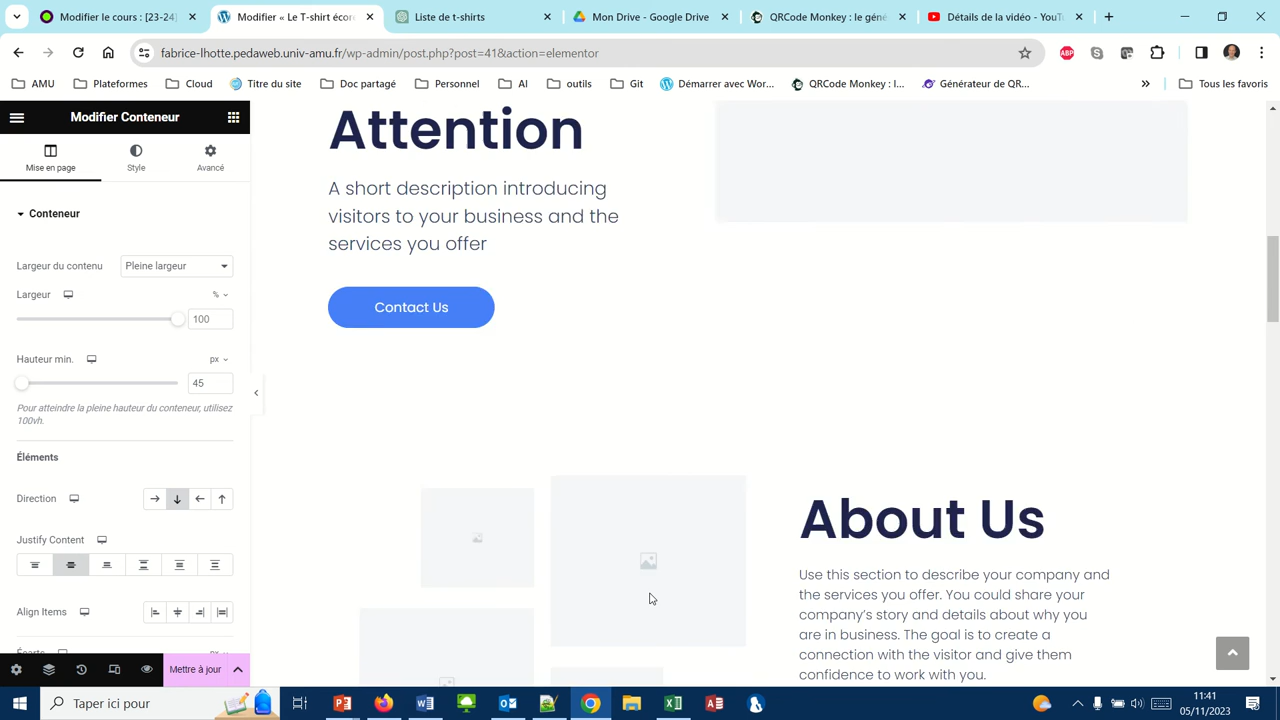 Modifier le cours : [23-24]
Modifier « Le T-shirt écon
Liste de t-shirts
Mon Drive - Google Drive
QRCode Monkey : le géné
Détails de la vidéo - YouT
fabrice-lhotte.pedaweb.univ-amu.fr/wp-admin/post.php?post=41&action=elementor
ABP
AMU
Plateformes
Cloud
Titre du site
Doc partagé
Personnel
AI
outils
Git
Démarrer avec Wor...
QRCode Monkey : l...
Générateur de QR...
Tous les favoris
Modifier Conteneur
Mise en page
Style
Avancé
Conteneur
Largeur du contenu
Pleine largeur
Largeur
%
100
Hauteur min.
px
45
Pour atteindre la pleine hauteur du conteneur, utilisez
100vh.
Éléments
Direction
Justify Content
Align Items
Écarts
Mettre à jour
Attention
A short description introducing
visitors to your business and the
services you offer
Contact Us
About Us
Use this section to describe your company and
the services you offer. You could share your
company's story and details about why you
are in business. The goal is to create a
connection with the visitor and give them
confidence to work with you.
Taper ici pour
11:41
05/11/2023